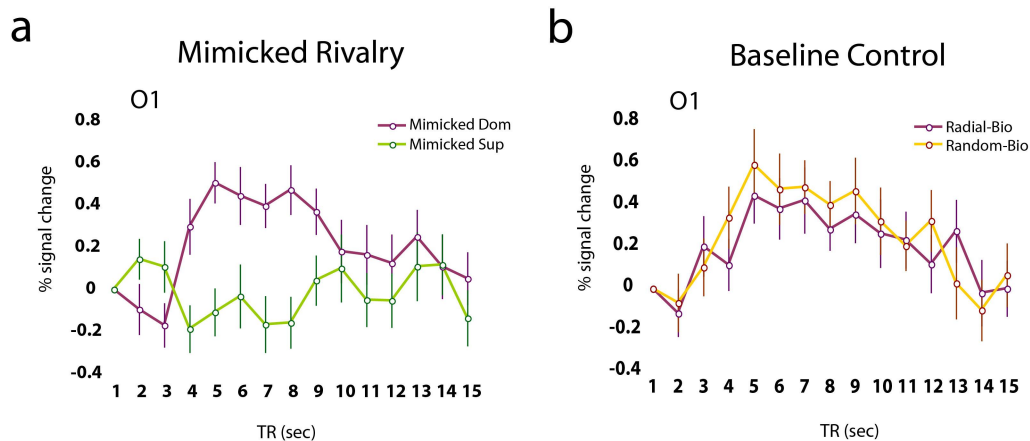 a
Mimicked Rivalry
O1
Mimicked Dom
Mimicked Sup
% signal change
0.8
0.6
0.4
0.2
0
-0.2
-0.4
1 2 3 4 5 6 7 8 9 10 11 12 13 14 15
TR (sec)
b
Baseline Control
O1
Radial-Bio
Random-Bio
% signal change
0.8
0.6
0.4
0.2
0
-0.2
-0.4
1 2 3 4 5 6 7 8 9 10 11 12 13 14 15
TR (sec)